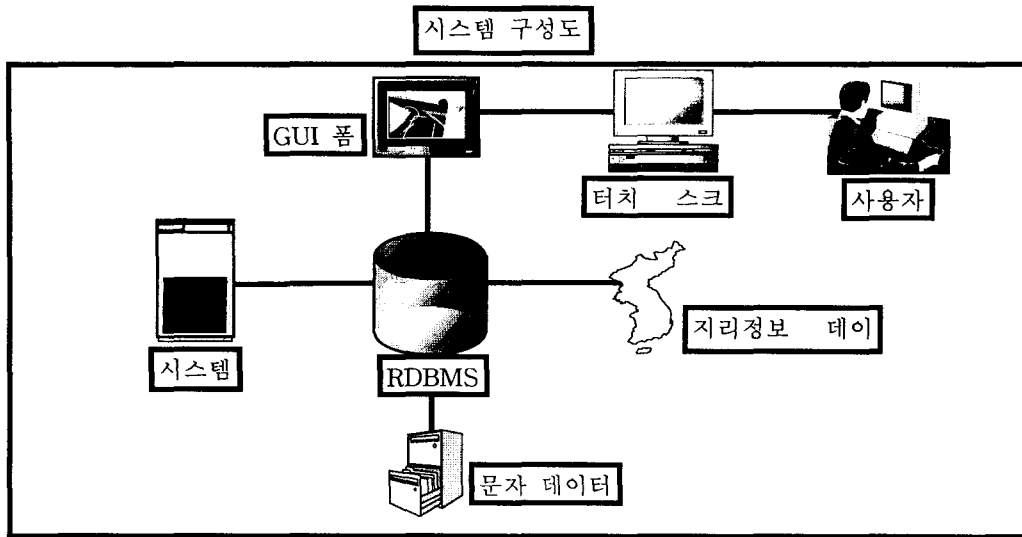 시스템 구성도
GUI 폼
터치 스크
사용자
시스템
RDBMS
지리정보 데이
문자 데이터